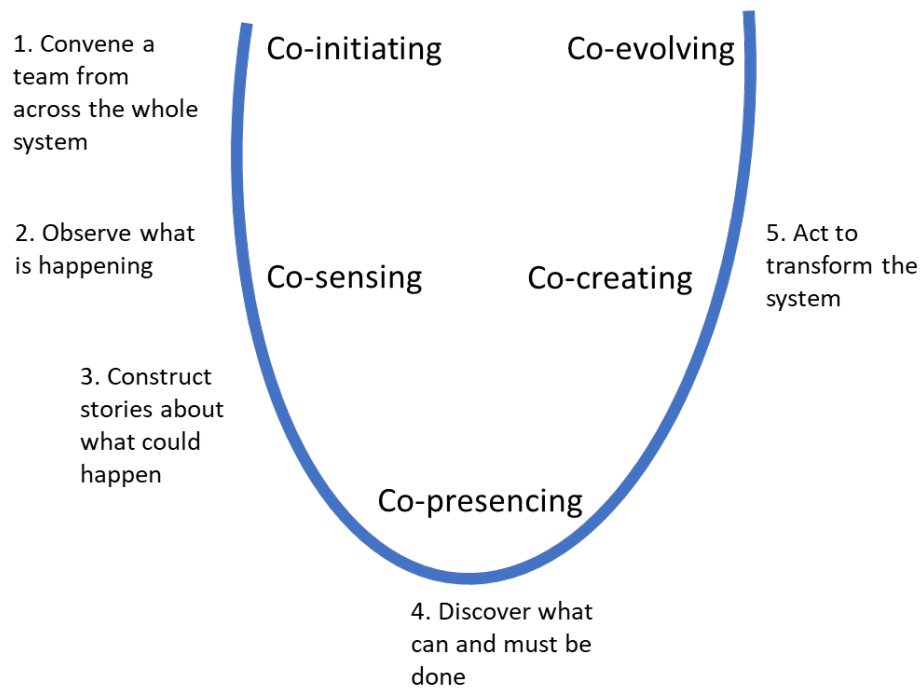 1. Convene a
team from
across the whole
system
Co-initiating
Co-evolving
2. Observe what
is happening
Co-sensing
Co-creating
5. Act to
transform the
system
3. Construct
stories about
what could
happen
Co-presencing
4. Discover what
can and must be
done